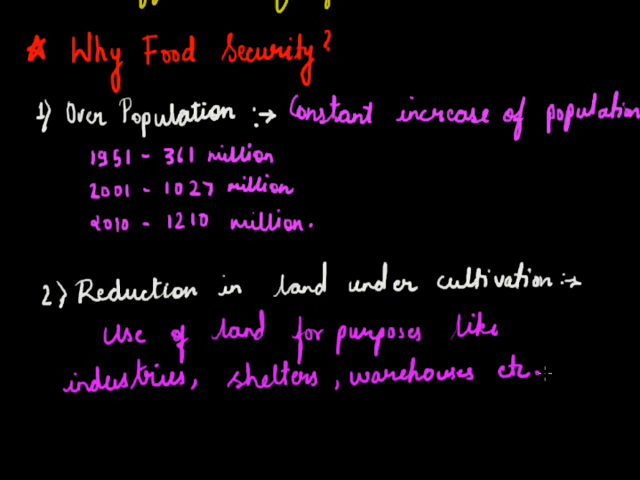 * Why Food Security?
1) Over Population :→ Constant increase of population
1951 - 361 million
2001 - 1027 million
2010 - 1210 million.
2) Reduction in land under cultivation :→
Use of land for purposes like
industries, shelters, warehouses etc.